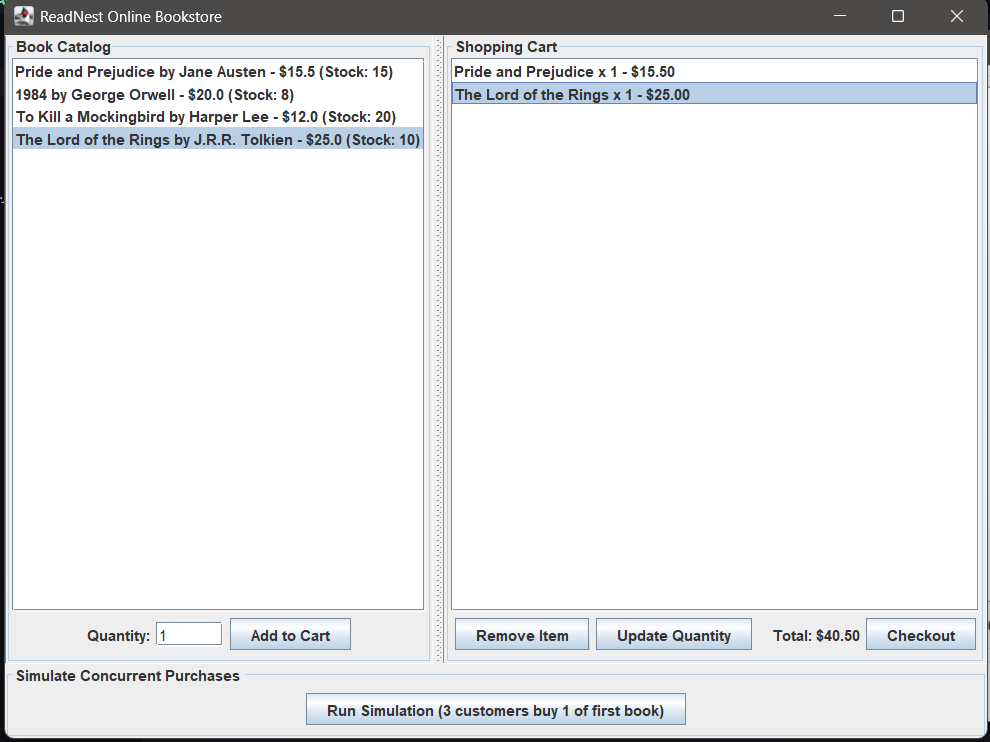 ReadNest Online Bookstore
Book Catalog
Pride and Prejudice by Jane Austen - $15.5 (Stock: 15)
1984 by George Orwell - $20.0 (Stock: 8)
To Kill a Mockingbird by Harper Lee - $12.0 (Stock: 20)
The Lord of the Rings by J.R.R. Tolkien - $25.0 (Stock: 10)
Quantity: 1 Add to Cart
Shopping Cart
Pride and Prejudice x 1 - $15.50
The Lord of the Rings x 1 - $25.00
Remove Item Update Quantity Total: $40.50 Checkout
Simulate Concurrent Purchases
Run Simulation (3 customers buy 1 of first book)